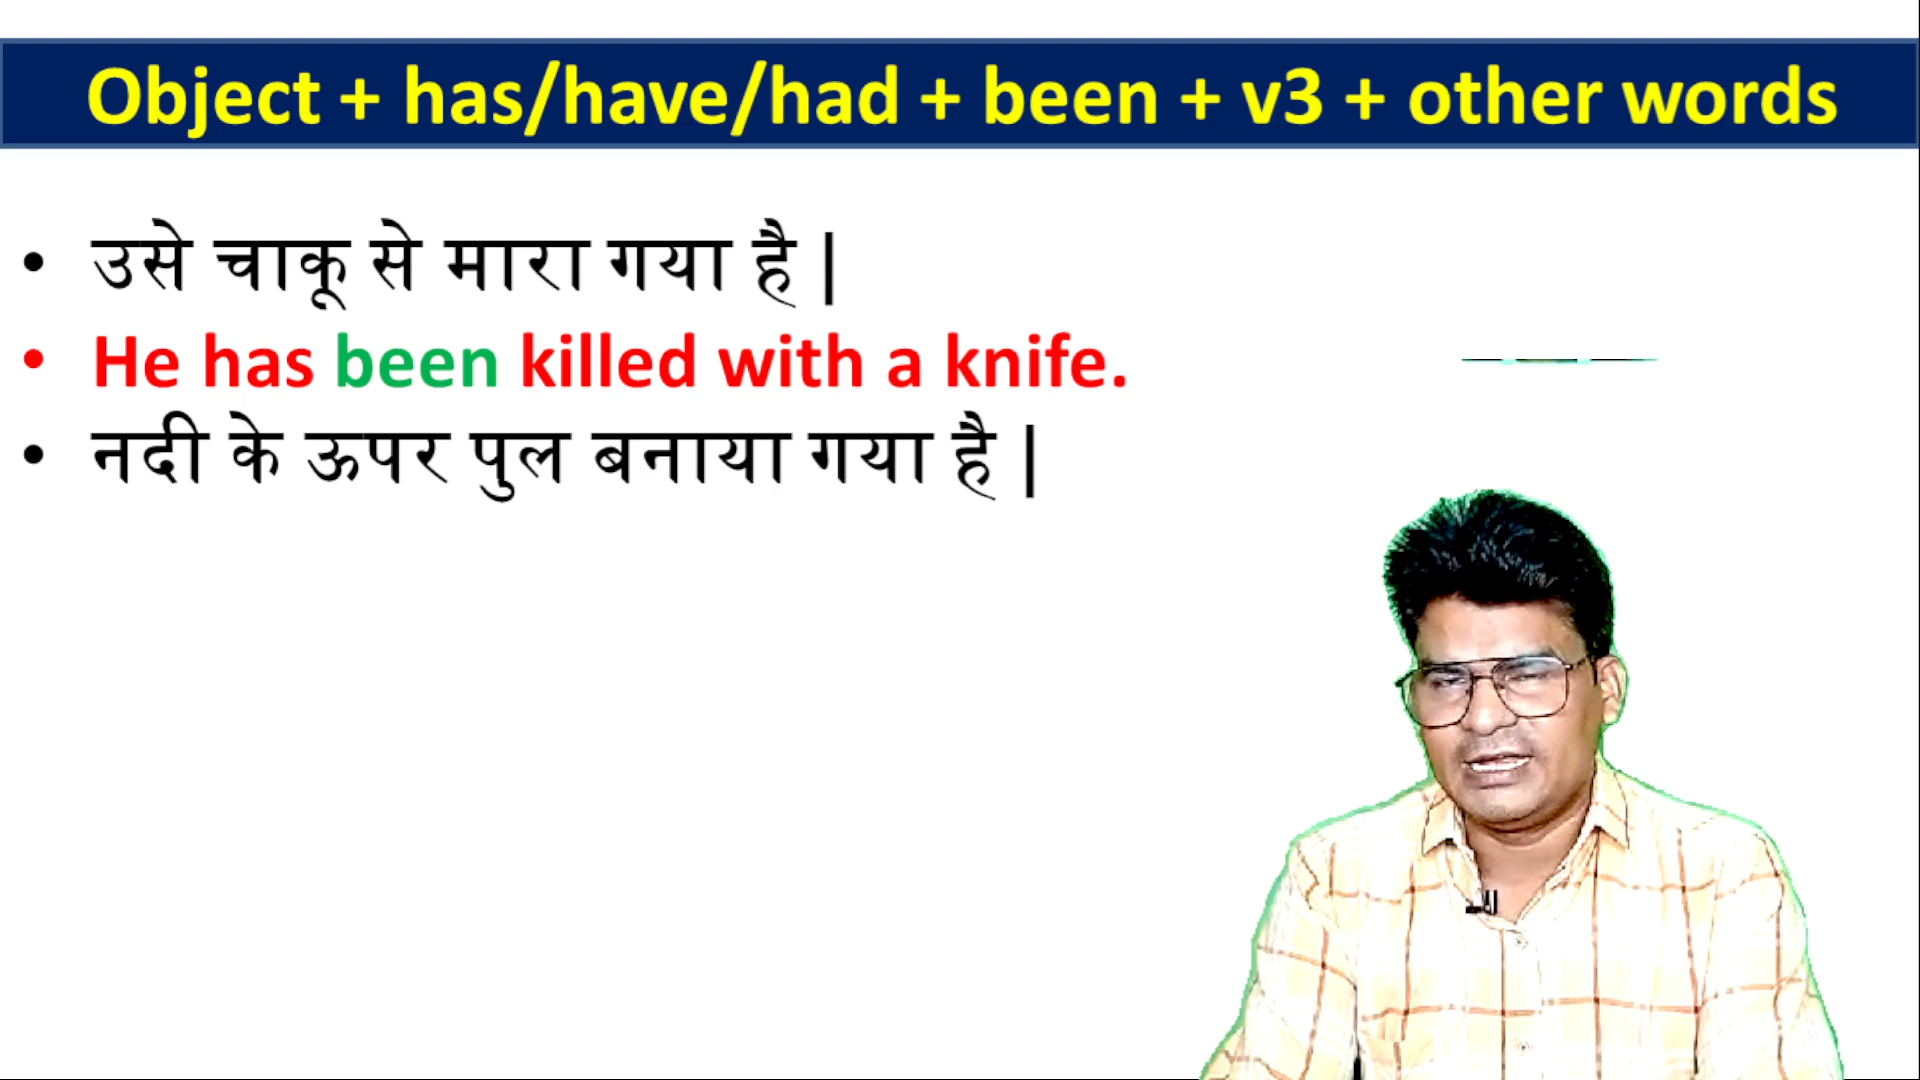 Object + has/have/had + been + v3 + other words
• उसे चाकू से मारा गया है |
• He has been killed with a knife.
• नदी के ऊपर पुल बनाया गया है |